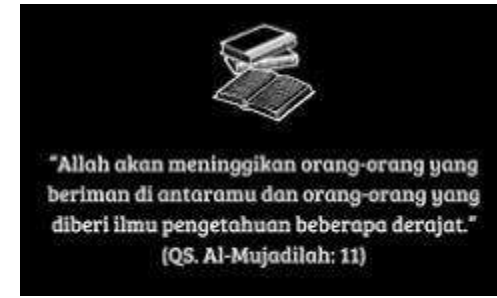 "Allah akan meninggikan orang-orang yang
beriman di antaramu dan orang-orang yang
diberi ilmu pengetahuan beberapa derajat."
(QS. Al-Mujadilah: 11)